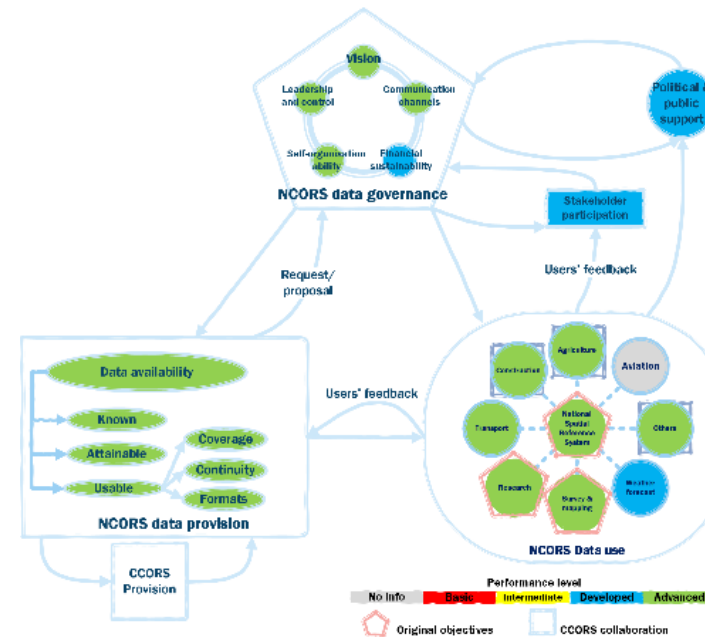 Vision
Leadership
and control
Communication
channels
Self-organisation
ability
Financial
sustainability
NCORS data governance
Political &
public
support
Stakeholder
participation
Users' feedback
Request/
proposal
Data availability
Known
Attainable
Usable
Coverage
Continuity
Formats
NCORS data provision
CCORS
Provision
Users' feedback
Agriculture
Construction
Aviation
Transport
National
Spatial
Reference
System
Others
Research
Survey &
mapping
Weather
forecast
NCORS Data use
Performance level
No Info
Basic
Intermediate
Developed
Advanced
Original objectives
CCORS collaboration